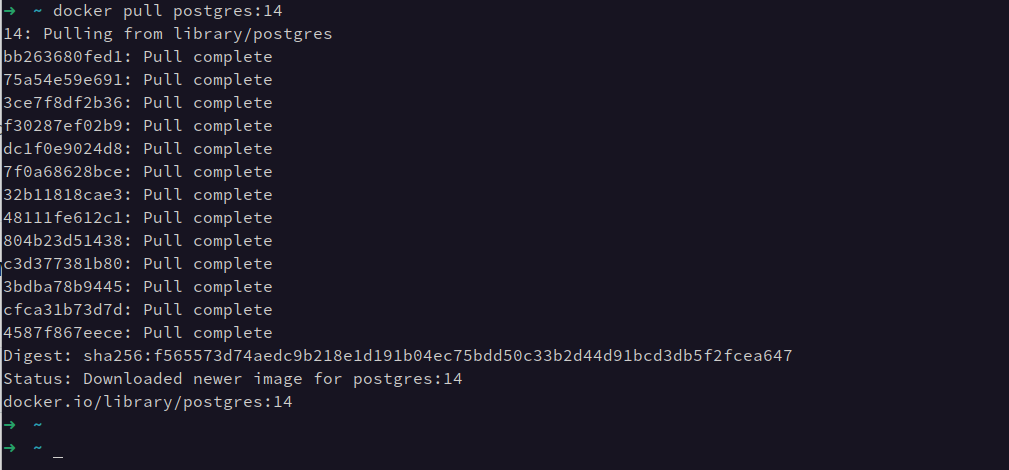 ➜ ~ docker pull postgres:14
14: Pulling from library/postgres
bb263680fed1: Pull complete
75a54e59e691: Pull complete
3ce7f8df2b36: Pull complete
f30287ef02b9: Pull complete
dc1f0e9024d8: Pull complete
7f0a68628bce: Pull complete
32b11818cae3: Pull complete
48111fe612c1: Pull complete
804b23d51438: Pull complete
c3d377381b80: Pull complete
3bdba78b9445: Pull complete
cfca31b73d7d: Pull complete
4587f867eece: Pull complete
Digest: sha256:f565573d74aedc9b218e1d191b04ec75bdd50c33b2d44d91bcd3db5f2fcea647
Status: Downloaded newer image for postgres:14
docker.io/library/postgres:14
➜ ~
➜ ~ _